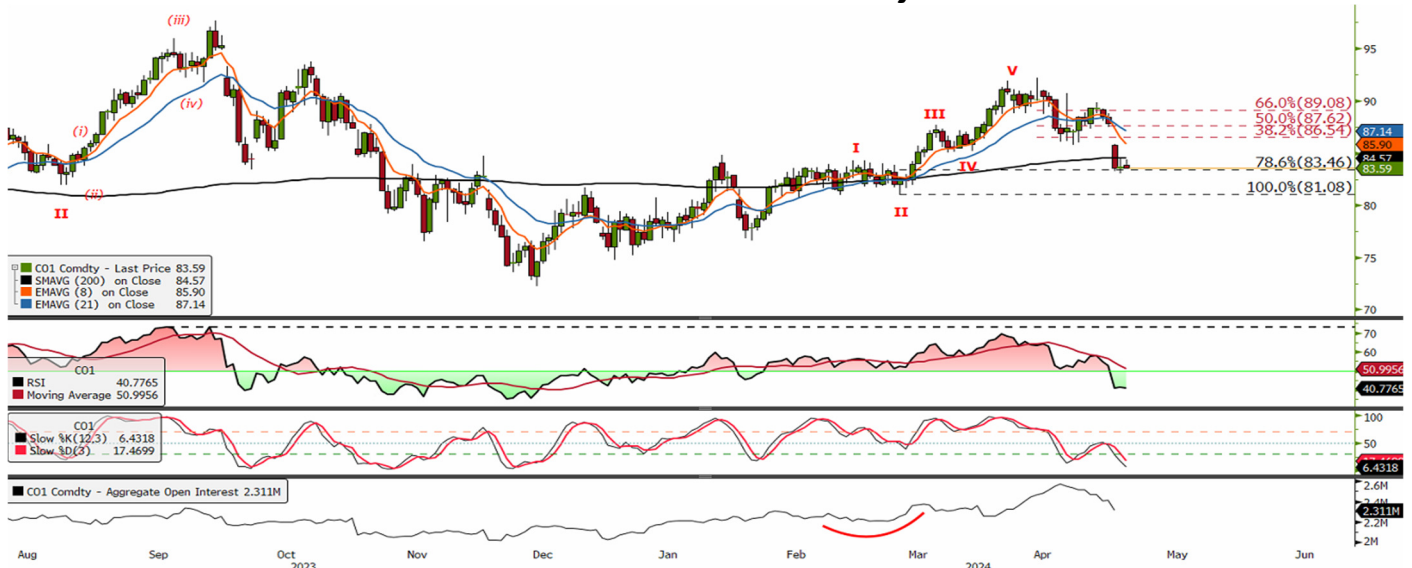 (iii)
(i)
(iv)
II
(ii)
I
II
III
IV
V
66.0%(89.08)
50.0%(87.62)
38.2%(86.54)
78.6%(83.46)
100.0%(81.08)
95
90
87.14
85.90
84.57
83.59
80
75
70
CO1 Comdty - Last Price 83.59
SMAVG (200) on Close 84.57
EMAVG (8) on Close 85.90
EMAVG (21) on Close 87.14
CO1
RSI 40.7765
Moving Average 50.9956
70
60
50.9956
40.7765
CO1
Slow %K(12,3) 6.4318
Slow %D(3) 17.4699
100
50
6.4318
CO1 Comdty - Aggregate Open Interest 2.311M
2.6M
2.4M
2.311M
2.2M
2M
Aug Sep Oct Nov Dec Jan Feb Mar Apr May Jun
2023 2024